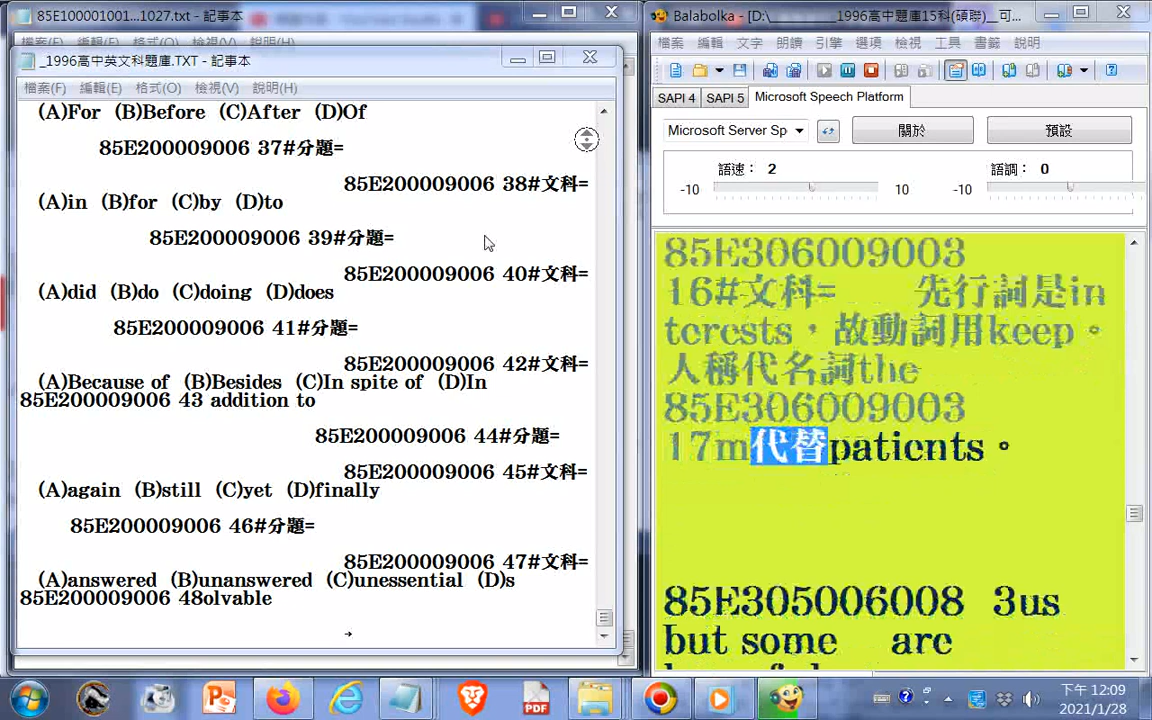 85E100001001...1027.txt - 記事本
檔案(F) 編輯(E) 格式(O) 檢視(V) 說明(H)
_1996高中英文科題庫.TXT - 記事本
檔案(F) 編輯(E) 格式(O) 檢視(V) 說明(H)
(A)For (B)Before (C)After (D)Of
85E200009006 37#分題=
85E200009006 38#文科=
(A)in (B)for (C)by (D)to
85E200009006 39#分題=
85E200009006 40#文科=
(A)did (B)do (C)doing (D)does
85E200009006 41#分題=
85E200009006 42#文科=
(A)Because of (B)Besides (C)In spite of (D)In
85E200009006 43 addition to
85E200009006 44#分題=
85E200009006 45#文科=
(A)again (B)still (C)yet (D)finally
85E200009006 46#分題=
85E200009006 47#文科=
(A)answered (B)unanswered (C)unessential (D)s
85E200009006 48olvable
Balabolka - [D:\________1996高中題庫15科(碩聯)__可...
檔案 編輯 文字 朗讀 引擎 選項 檢視 工具 書籤 說明
SAPI 4 SAPI 5 Microsoft Speech Platform
Microsoft Server Sp 關於 預設
語速： 2 語調： 0
-10 10 -10
85E306009003
16#文科= 先行詞是in
terests，故動詞用keep。
人稱代名詞the
85E306009003
17m代替patients。
85E305006008 3us
but some are
下午 12:09
2021/1/28